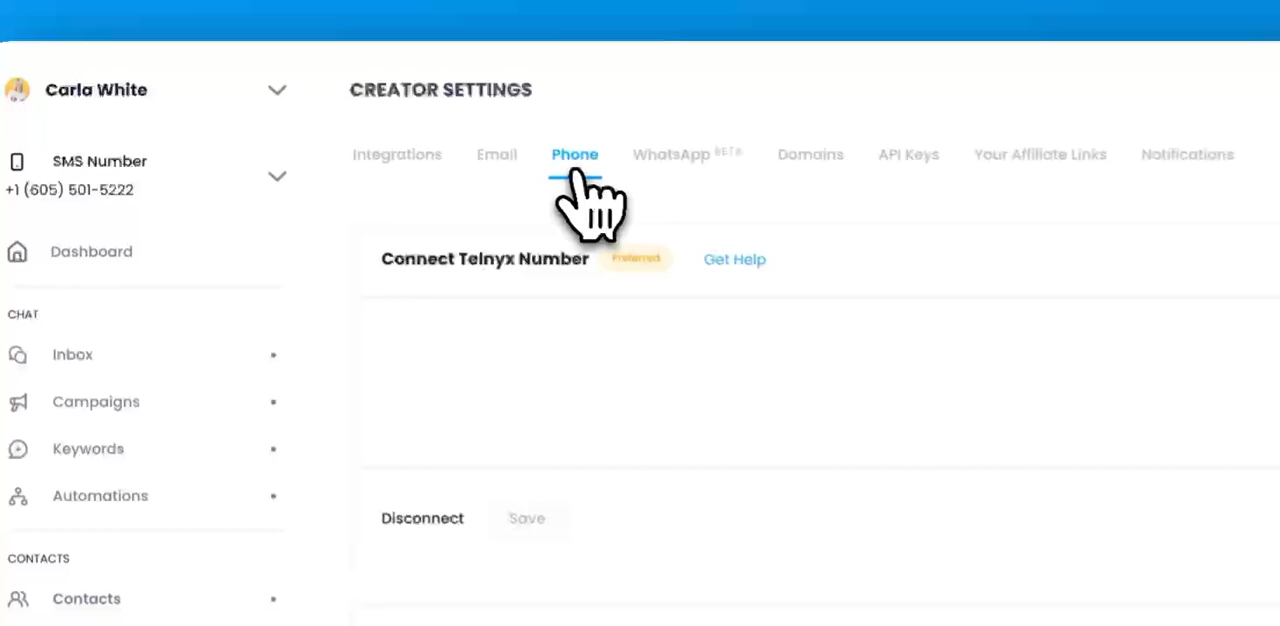 Carla White
SMS Number
+1 (605) 501-5222
Dashboard
CHAT
Inbox
Campaigns
Keywords
Automations
CONTACTS
Contacts
CREATOR SETTINGS
Integrations Email Phone WhatsApp BETA Domains API Keys Your Affiliate Links Notifications
Connect Telnyx Number Preferred Get Help
Disconnect Save